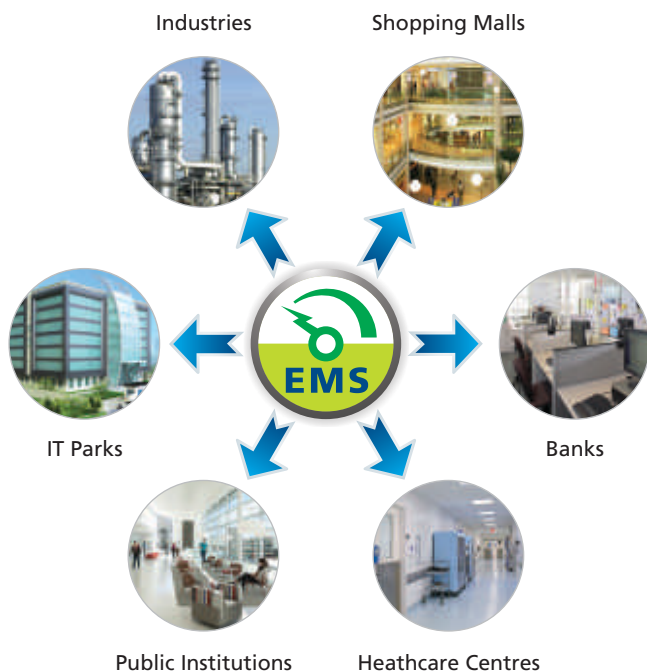 Industries
Shopping Malls
EMS
IT Parks
Banks
Public Institutions
Heathcare Centres